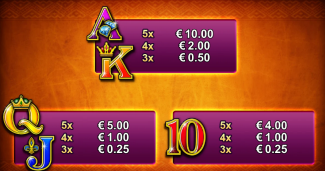 A
K
5x € 10.00
4x € 2.00
3x € 0.50
Q
J
5x € 5.00
4x € 1.00
3x € 0.25
10
5x € 4.00
4x € 1.00
3x € 0.25